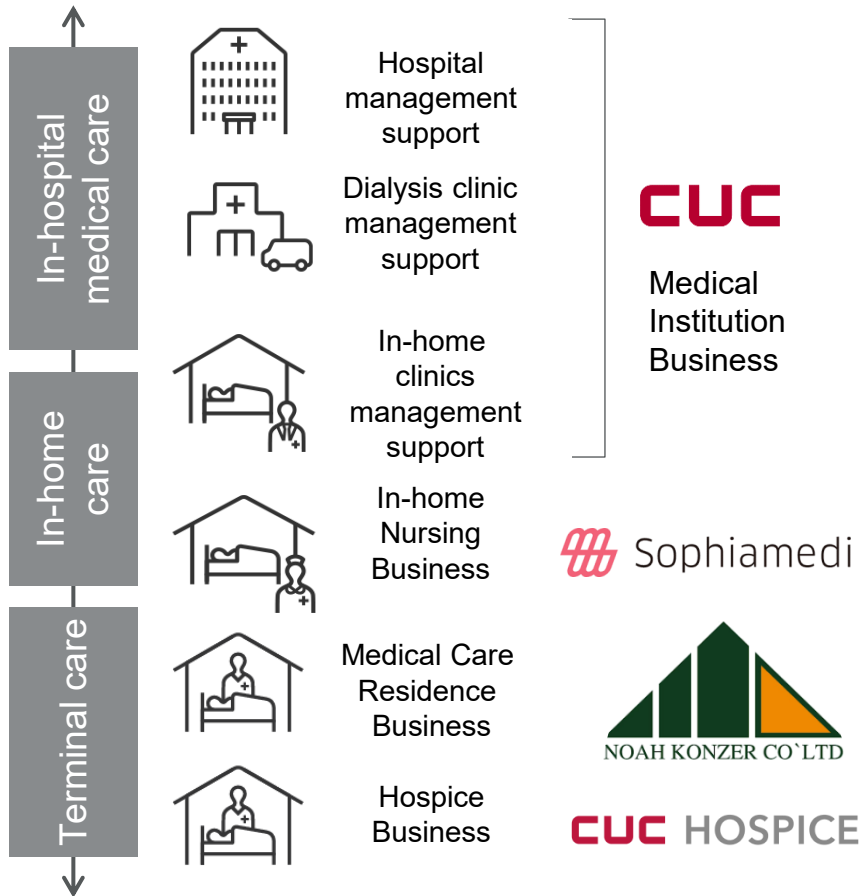 In-hospital
medical care
Hospital
management
support
Dialysis clinic
management
support
CUC
Medical
Institution
Business
In-home
care
In-home
clinics
management
support
In-home
Nursing
Business
Sophiamedi
Terminal care
Medical Care
Residence
Business
NOAH KONZER CO`LTD
Hospice
Business
CUC HOSPICE